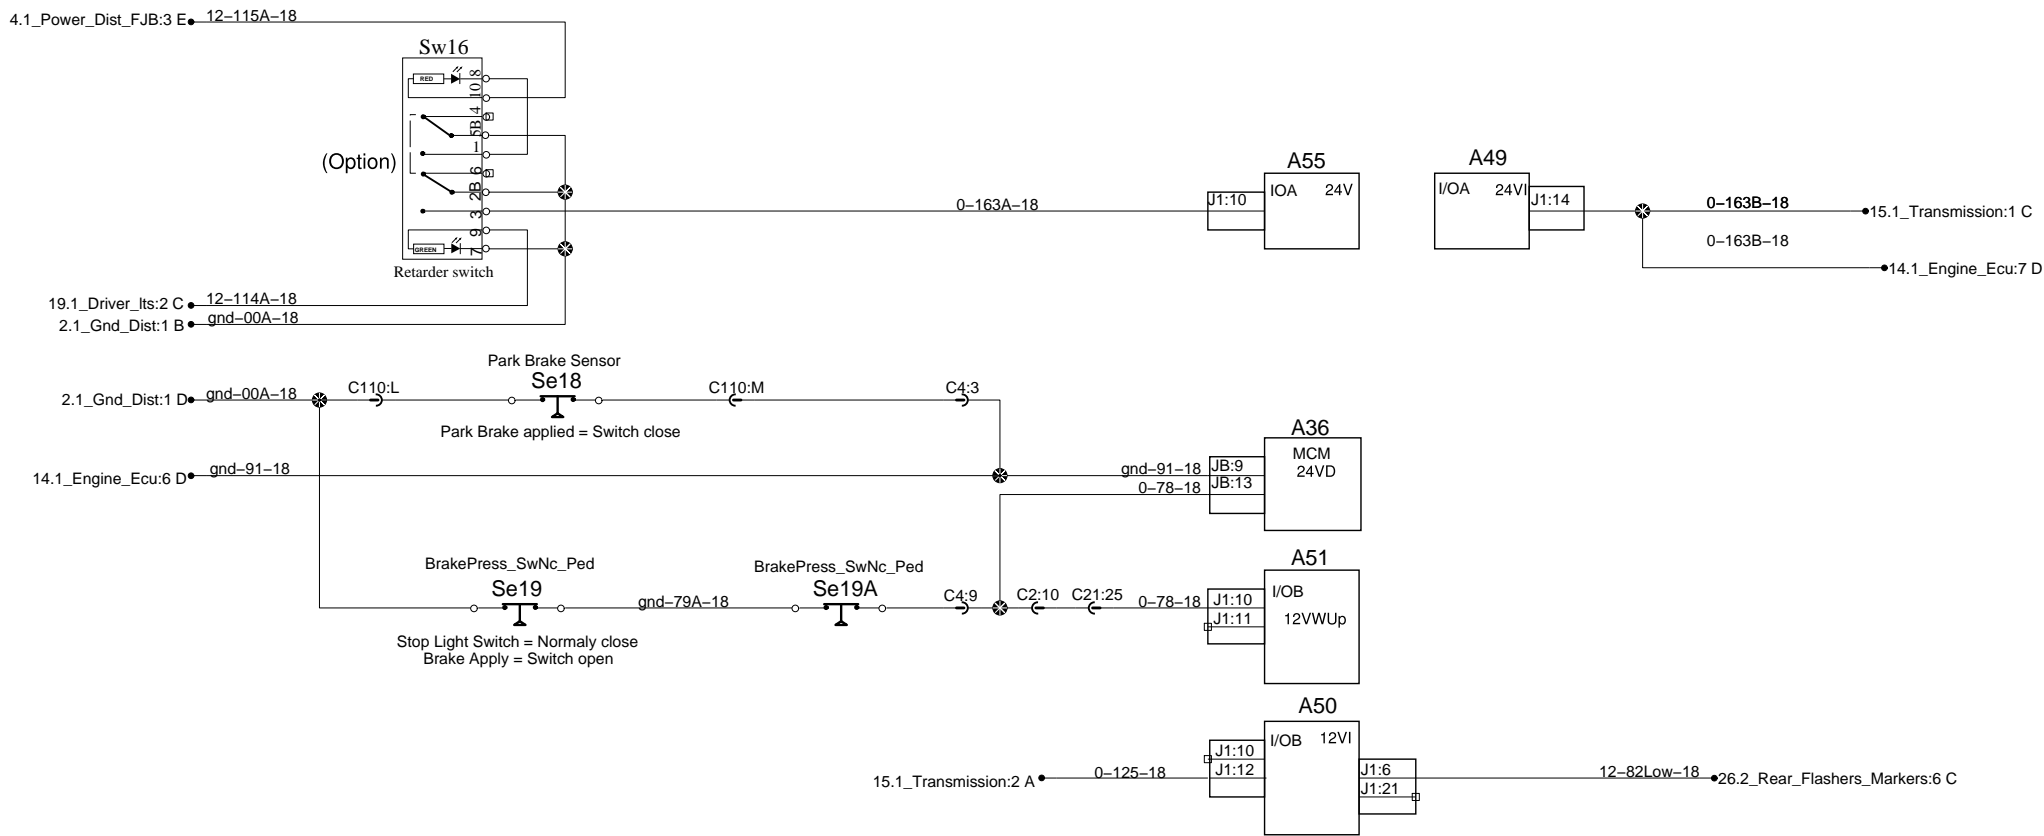 4.1_Power_Dist_FJB:3 E
12-115A-18
Sw16
RED
8
10
4
5B
1
(Option)
6
2B
3
9
GREEN
7
Retarder switch
19.1_Driver_lts:2 C
12-114A-18
2.1_Gnd_Dist:1 B
gnd-00A-18
0-163A-18
A55
IOA 24V
J1:10
A49
I/OA 24VI
J1:14
0-163B-18
15.1_Transmission:1 C
0-163B-18
14.1_Engine_Ecu:7 D
Park Brake Sensor
2.1_Gnd_Dist:1 D
gnd-00A-18
C110:L
Se18
C110:M
C4:3
Park Brake applied = Switch close
A36
MCM
24VD
14.1_Engine_Ecu:6 D
gnd-91-18
gnd-91-18
JB:9
0-78-18
JB:13
BrakePress_SwNc_Ped
Se19
gnd-79A-18
BrakePress_SwNc_Ped
Se19A
C4:9
C2:10
C21:25
0-78-18
A51
I/OB
12VWUp
J1:10
J1:11
Stop Light Switch = Normaly close
Brake Apply = Switch open
A50
I/OB 12VI
J1:10
15.1_Transmission:2 A
0-125-18
J1:12
J1:6
12-82Low-18
26.2_Rear_Flashers_Markers:6 C
J1:21